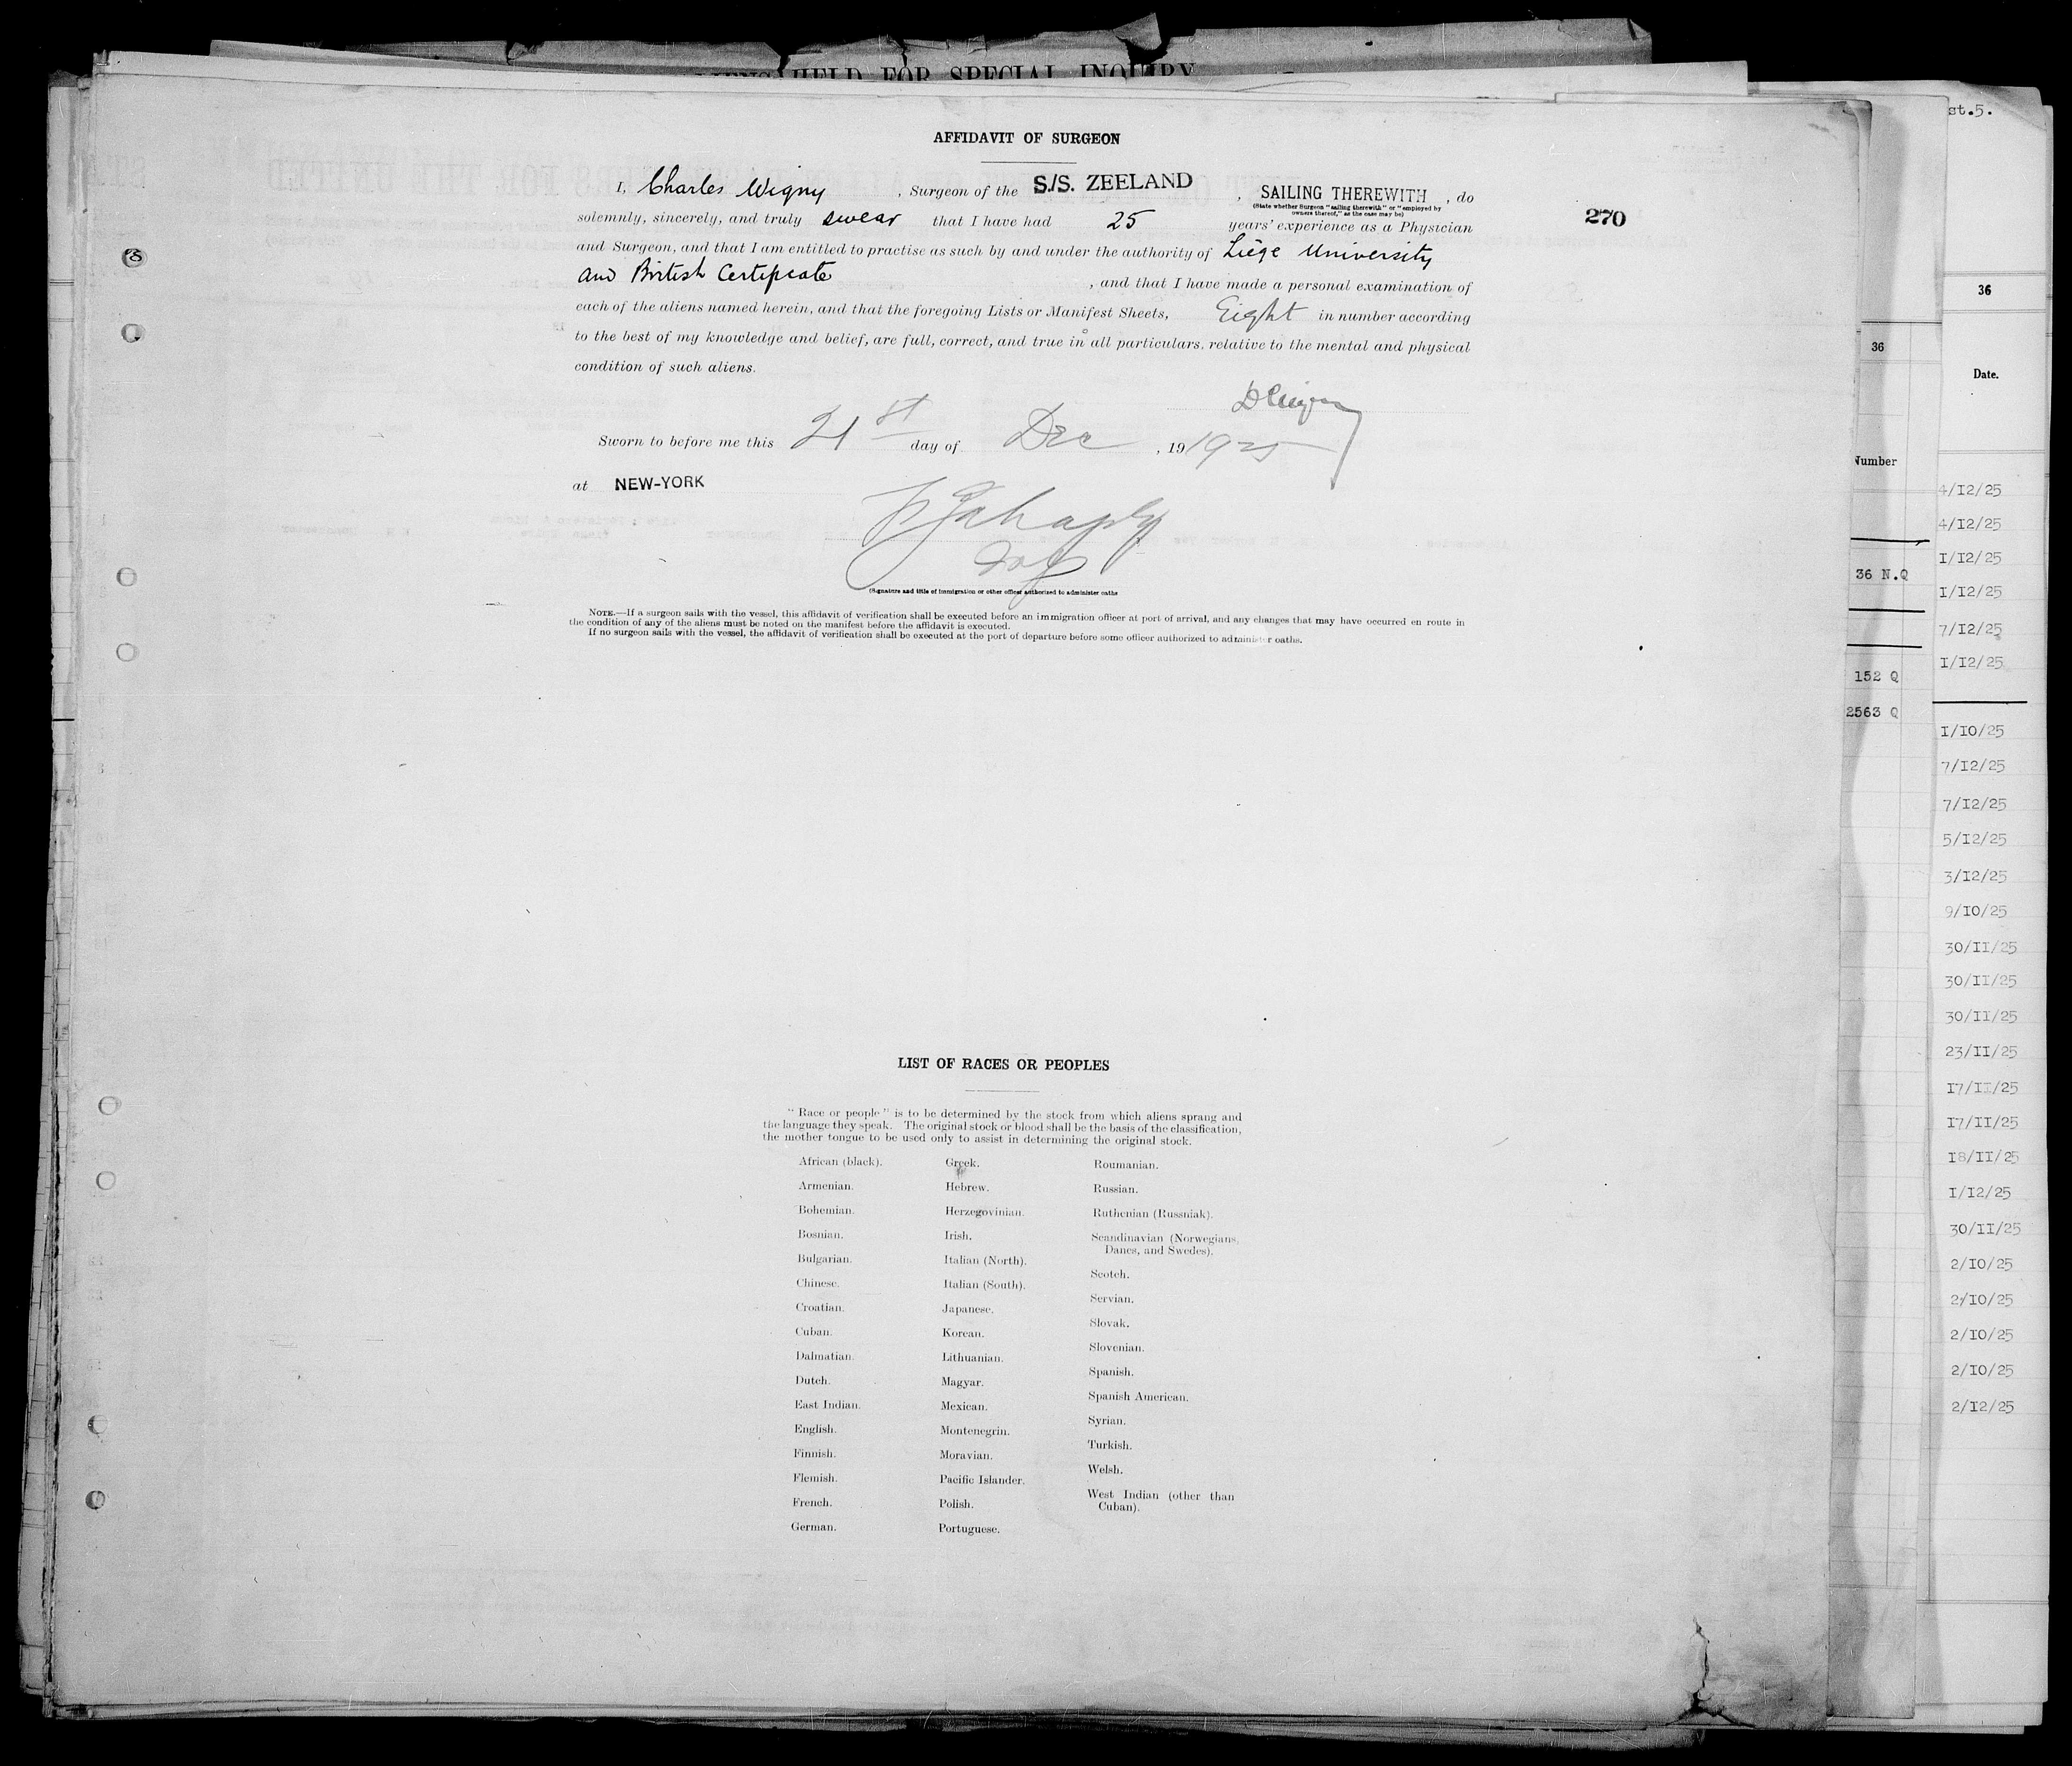 ALIENS HELD FOR SPECIAL INQUIRY
AFFIDAVIT OF SURGEON
I, Charles Wigny, Surgeon of the S./S. ZEELAND, SAILING THEREWITH, do
(State whether Surgeon "sailing therewith" or "employed by
owners thereof," as the case may be)
270
solemnly, sincerely, and truly swear that I have had 25 years' experience as a Physician
and Surgeon, and that I am entitled to practise as such by and under the authority of Liége University
and British Certificate, and that I have made a personal examination of
each of the aliens named herein, and that the foregoing Lists or Manifest Sheets, Eight in number according
to the best of my knowledge and belief, are full, correct, and true in all particulars, relative to the mental and physical
condition of such aliens.
Sworn to before me this 21st day of Dec, 19 1925
at NEW-YORK
(Signature and title of immigration or other officer authorized to administer oaths
NOTE.—If a surgeon sails with the vessel, this affidavit of verification shall be executed before an immigration officer at port of arrival, and any changes that may have occurred en route in
the condition of any of the aliens must be noted on the manifest before the affidavit is executed.
If no surgeon sails with the vessel, the affidavit of verification shall be executed at the port of departure before some officer authorized to administer oaths.
LIST OF RACES OR PEOPLES
"Race or people" is to be determined by the stock from which aliens sprang and
the language they speak. The original stock or blood shall be the basis of the classification,
the mother tongue to be used only to assist in determining the original stock.
African (black).
Armenian.
Bohemian.
Bosnian.
Bulgarian.
Chinese.
Croatian.
Cuban.
Dalmatian.
Dutch.
East Indian.
English.
Finnish.
Flemish.
French.
German.
Greek.
Hebrew.
Herzegovinian.
Irish.
Italian (North).
Italian (South).
Japanese.
Korean.
Lithuanian.
Magyar.
Mexican.
Montenegrin.
Moravian.
Pacific Islander.
Polish.
Portuguese.
Roumanian.
Russian.
Ruthenian (Russniak).
Scandinavian (Norwegians,
Danes, and Swedes).
Scotch.
Servian.
Slovak.
Slovenian.
Spanish.
Spanish American.
Syrian.
Turkish.
Welsh.
West Indian (other than
Cuban).
36
Number
36 N.Q
152 Q
2563 Q
st.5.
36
Date.
4/12/25
4/12/25
1/12/25
1/12/25
7/12/25
1/12/25
1/10/25
7/12/25
7/12/25
5/12/25
3/12/25
9/10/25
30/11/25
30/11/25
30/11/25
23/11/25
17/11/25
17/11/25
18/11/25
1/12/25
30/11/25
2/10/25
2/10/25
2/10/25
2/10/25
2/12/25